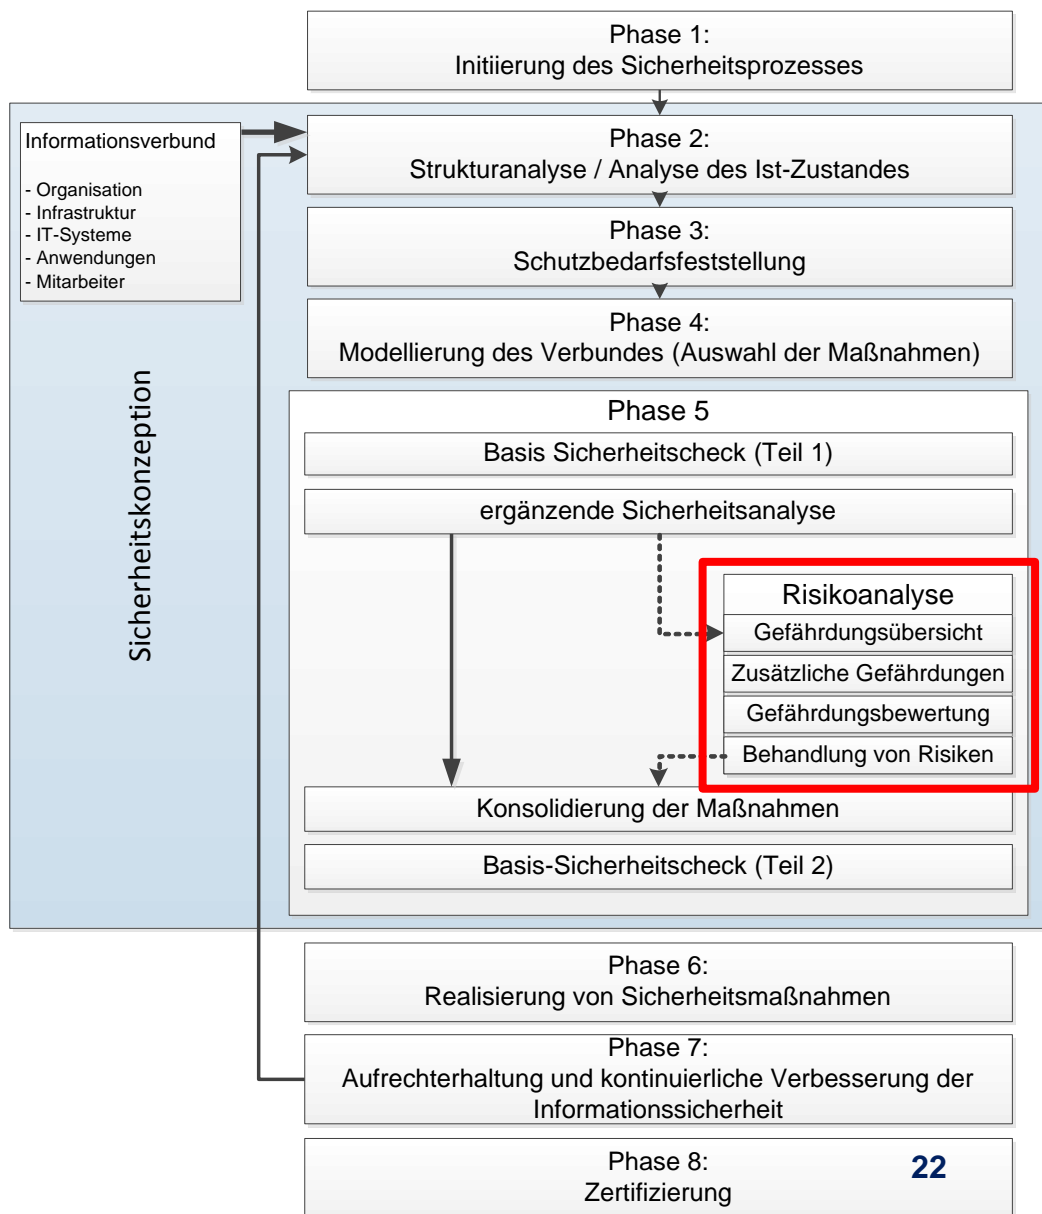 Phase 1:
Initiierung des Sicherheitsprozesses
Informationsverbund
- Organisation
- Infrastruktur
- IT-Systeme
- Anwendungen
- Mitarbeiter
Phase 2:
Strukturanalyse / Analyse des Ist-Zustandes
Phase 3:
Schutzbedarfsfeststellung
Phase 4:
Modellierung des Verbundes (Auswahl der Maßnahmen)
Sicherheitskonzeption
Phase 5
Basis Sicherheitscheck (Teil 1)
ergänzende Sicherheitsanalyse
Risikoanalyse
Gefährdungsübersicht
Zusätzliche Gefährdungen
Gefährdungsbewertung
Behandlung von Risiken
Konsolidierung der Maßnahmen
Basis-Sicherheitscheck (Teil 2)
Phase 6:
Realisierung von Sicherheitsmaßnahmen
Phase 7:
Aufrechterhaltung und kontinuierliche Verbesserung der
Informationssicherheit
Phase 8:
Zertifizierung
22